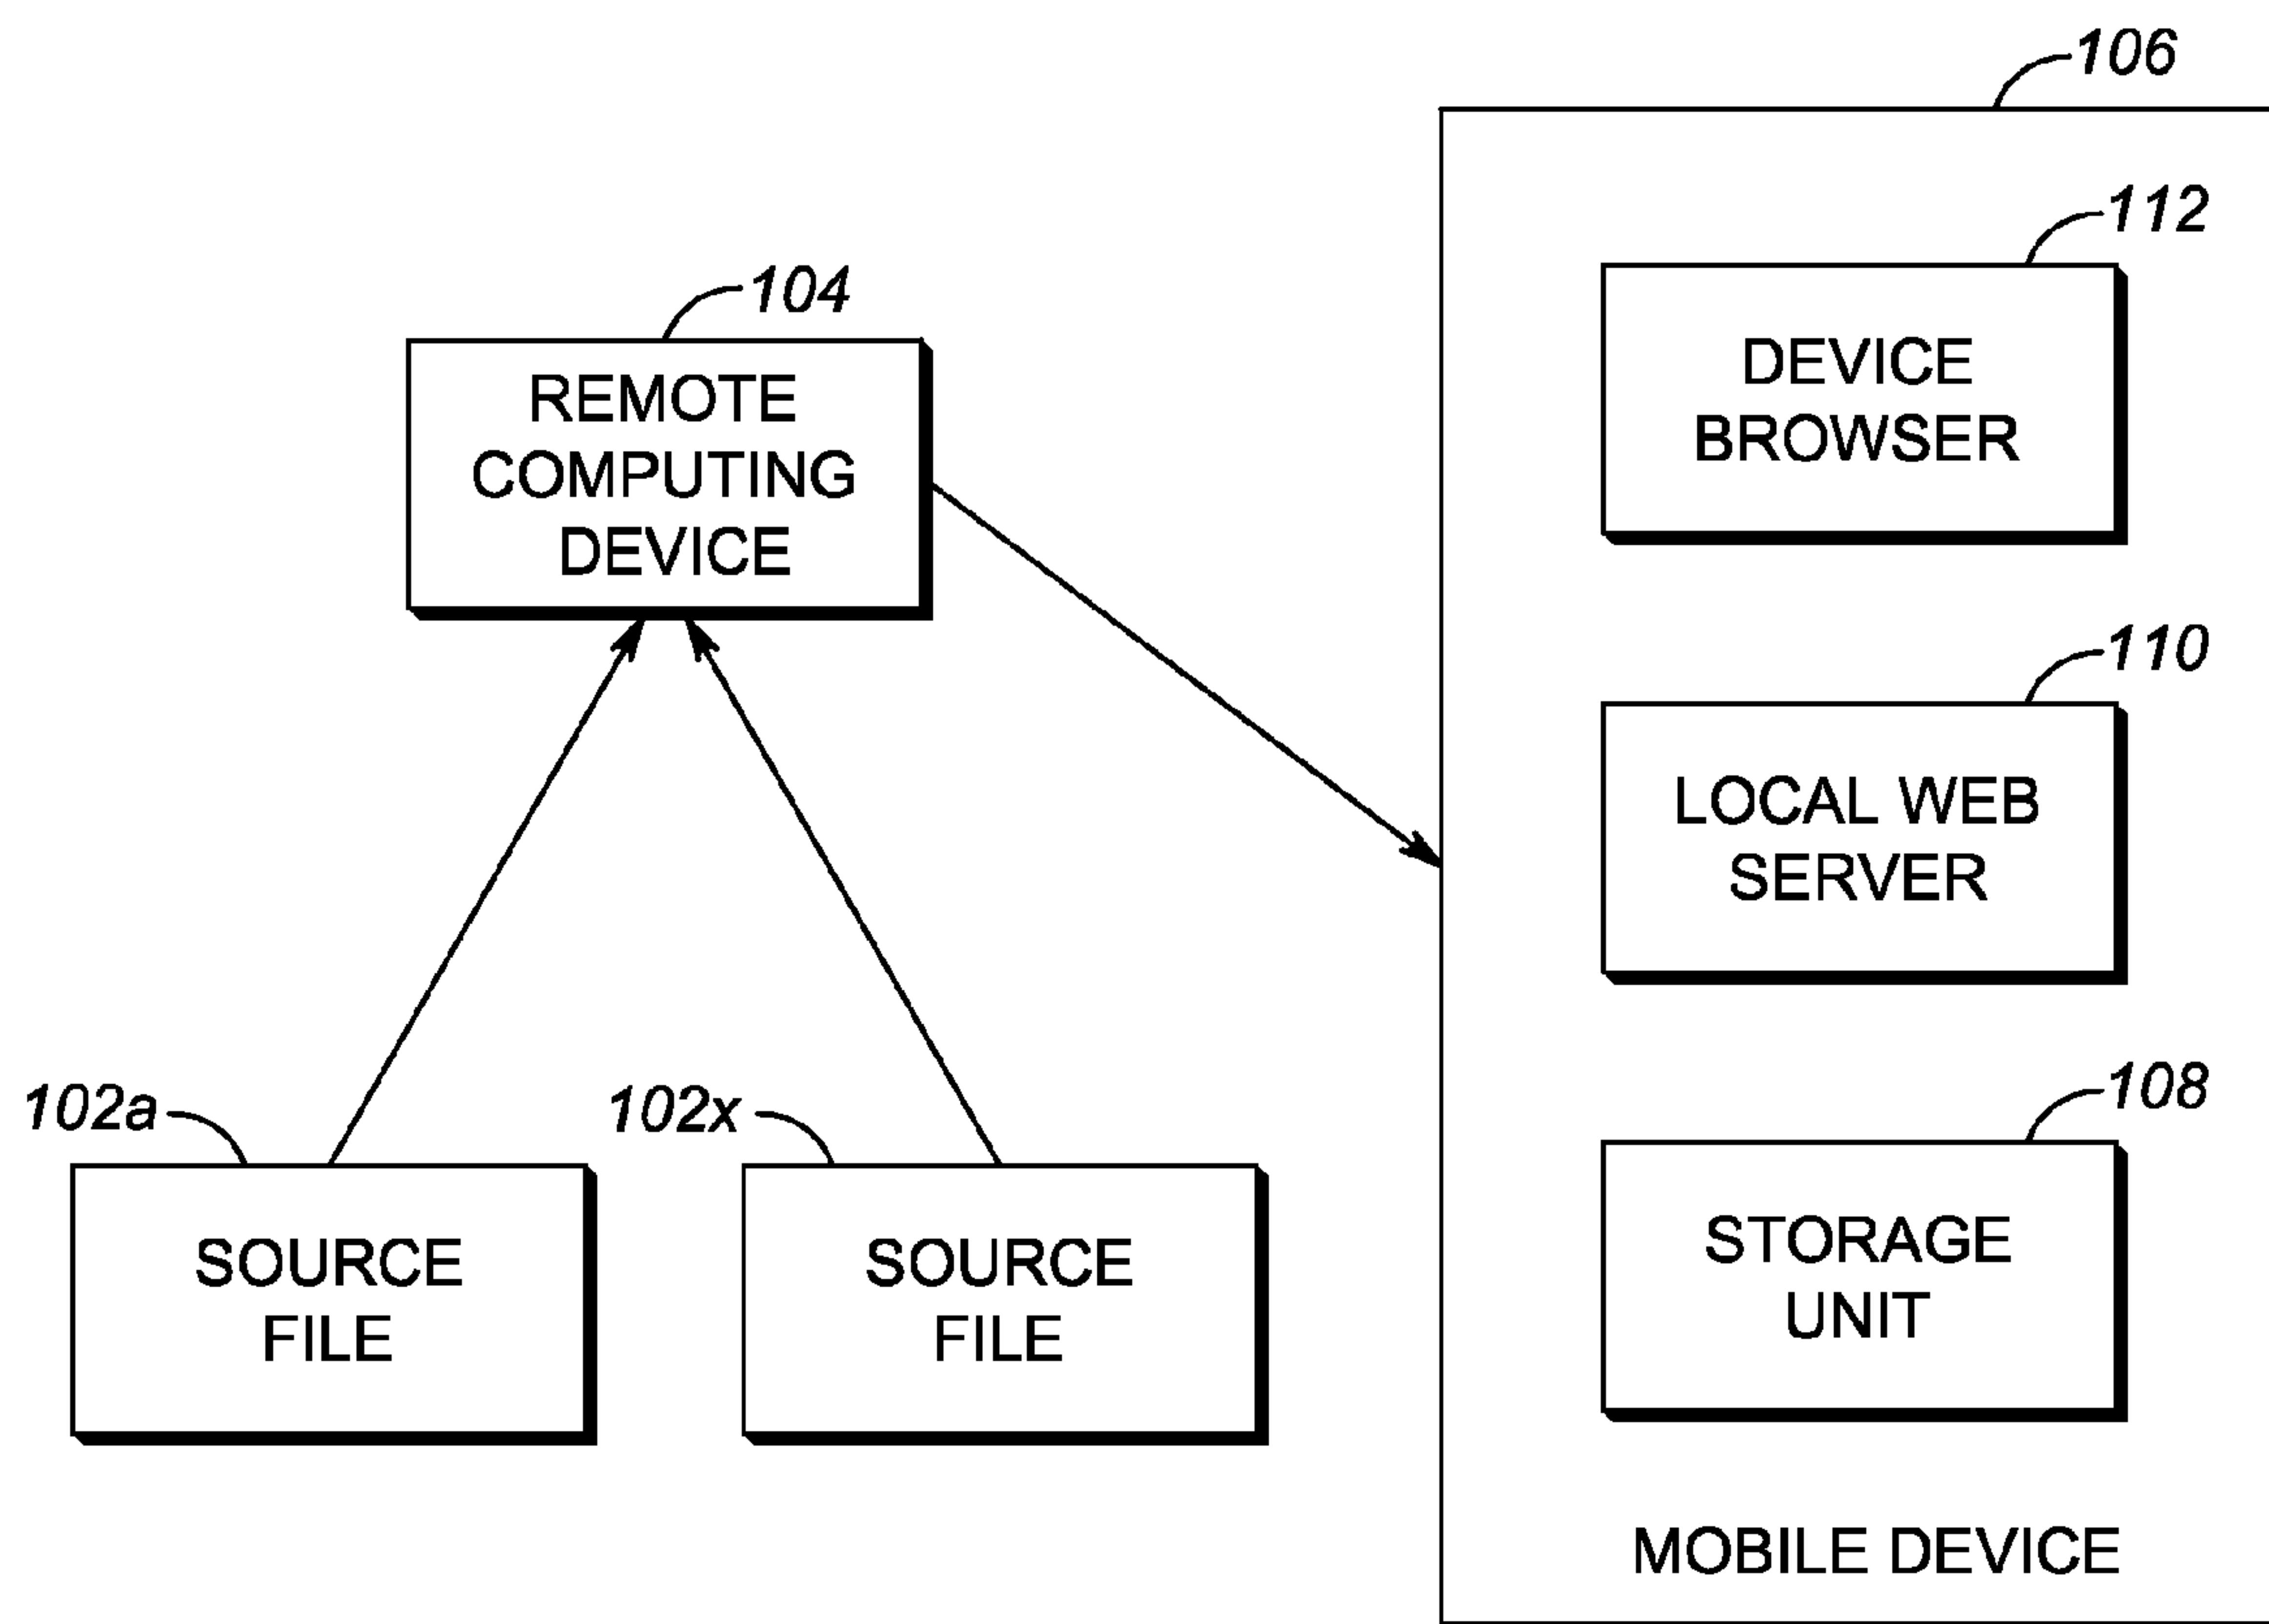 106
112
DEVICE
BROWSER
104
REMOTE
COMPUTING
DEVICE
110
LOCAL WEB
SERVER
102a
SOURCE
FILE
102x
SOURCE
FILE
108
STORAGE
UNIT
MOBILE DEVICE